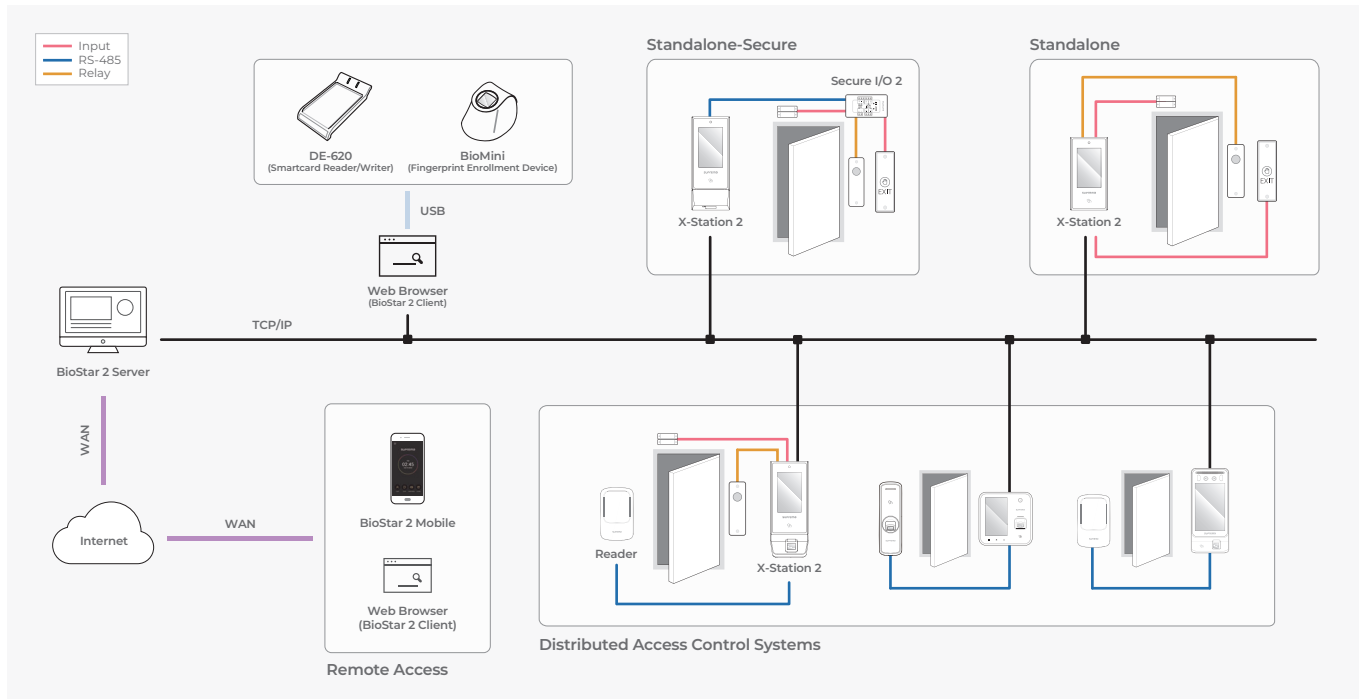 Input
RS-485
Relay
DE-620
(Smartcard Reader/Writer)
BioMini
(Fingerprint Enrollment Device)
USB
Web Browser
(BioStar 2 Client)
TCP/IP
BioStar 2 Server
WAN
Internet
WAN
BioStar 2 Mobile
Web Browser
(BioStar 2 Client)
Remote Access
Standalone-Secure
Secure I/O 2
EXIT
X-Station 2
Standalone
EXIT
X-Station 2
Reader
X-Station 2
Distributed Access Control Systems
02:45